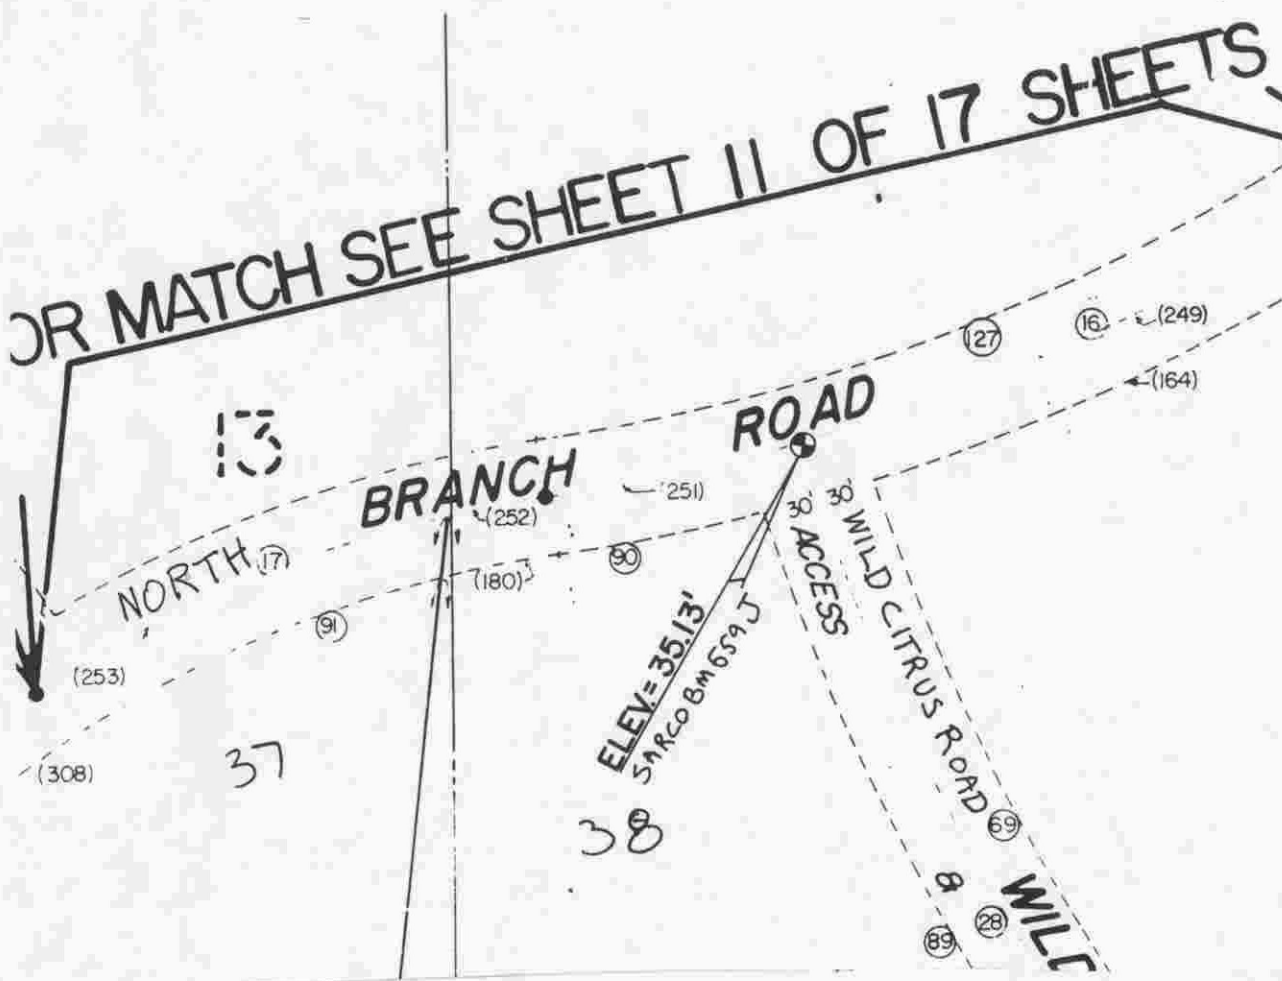 OR MATCH SEE SHEET 11 OF 17 SHEETS
13
NORTH BRANCH ROAD
(17)
127
16
(249)
(164)
(251)
(252)
(180)
90
91
(253)
(308)
37
38
ELEV.= 35.13'
SARCO BM 659 J
30' 30'
ACCESS
WILD CITRUS ROAD
69
&
28
89
WILD